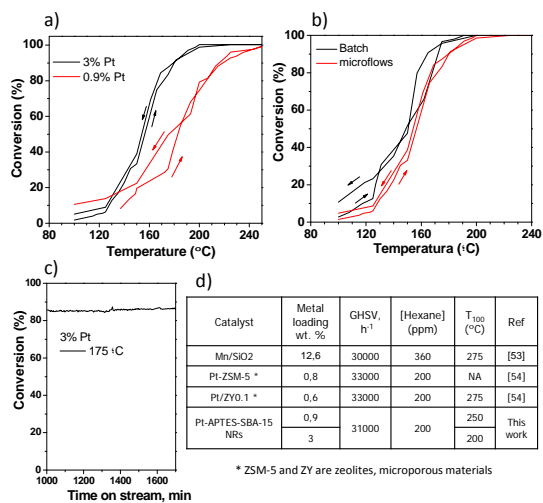 a)
100
80
60
40
20
0
Conversion (%)
3% Pt
0.9% Pt
80
120
160
200
240
Temperature (ºC)
b)
100
80
60
40
20
0
Conversion (%)
Batch
microflows
80
120
160
200
240
Temperatura (ºC)
c)
100
80
60
40
20
0
Conversion (%)
3% Pt
175 ºC
1000
1200
1400
1600
Time on stream, min
d)
Catalyst Metal loading wt. % GHSV, h-1 [Hexane] (ppm) T100 (ºC) Ref
Mn/SiO2 12,6 30000 360 275 [53]
Pt-ZSM-5 * 0,8 33000 200 NA [54]
Pt/ZY0.1 * 0,6 33000 200 275 [54]
Pt-APTES-SBA-15 NRs 0,9 31000 200 250 This work
3 200
* ZSM-5 and ZY are zeolites, microporous materials